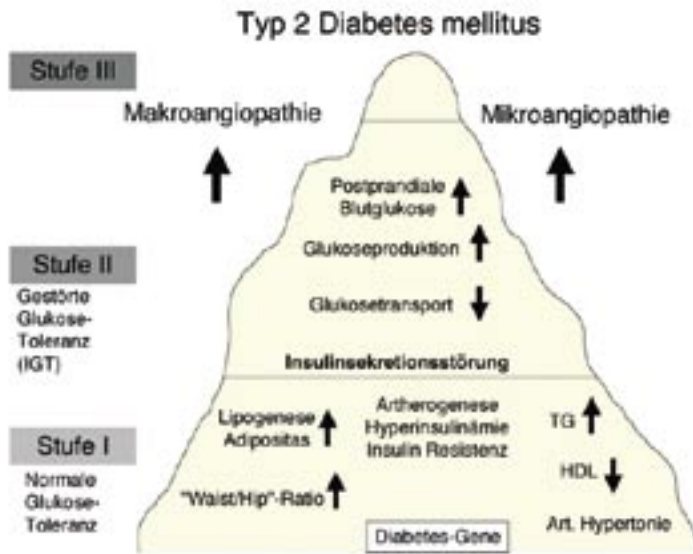 Typ 2 Diabetes mellitus
Stufe III
Makroangiopathie
Mikroangiopathie
Postprandiale
Blutglukose
Glukoseproduktion
Stufe II
Gestörte
Glukose-
Toleranz
(IGT)
Glukosetransport
Insulinsekretionsstörung
Lipogenese
Adipositas
Artherogenese
Hyperinsulinämie
Insulin Resistenz
TG
Stufe I
Normale
Glukose-
Toleranz
HDL
"Waist/Hip"-Ratio
Diabetes-Gene
Art. Hypertonie